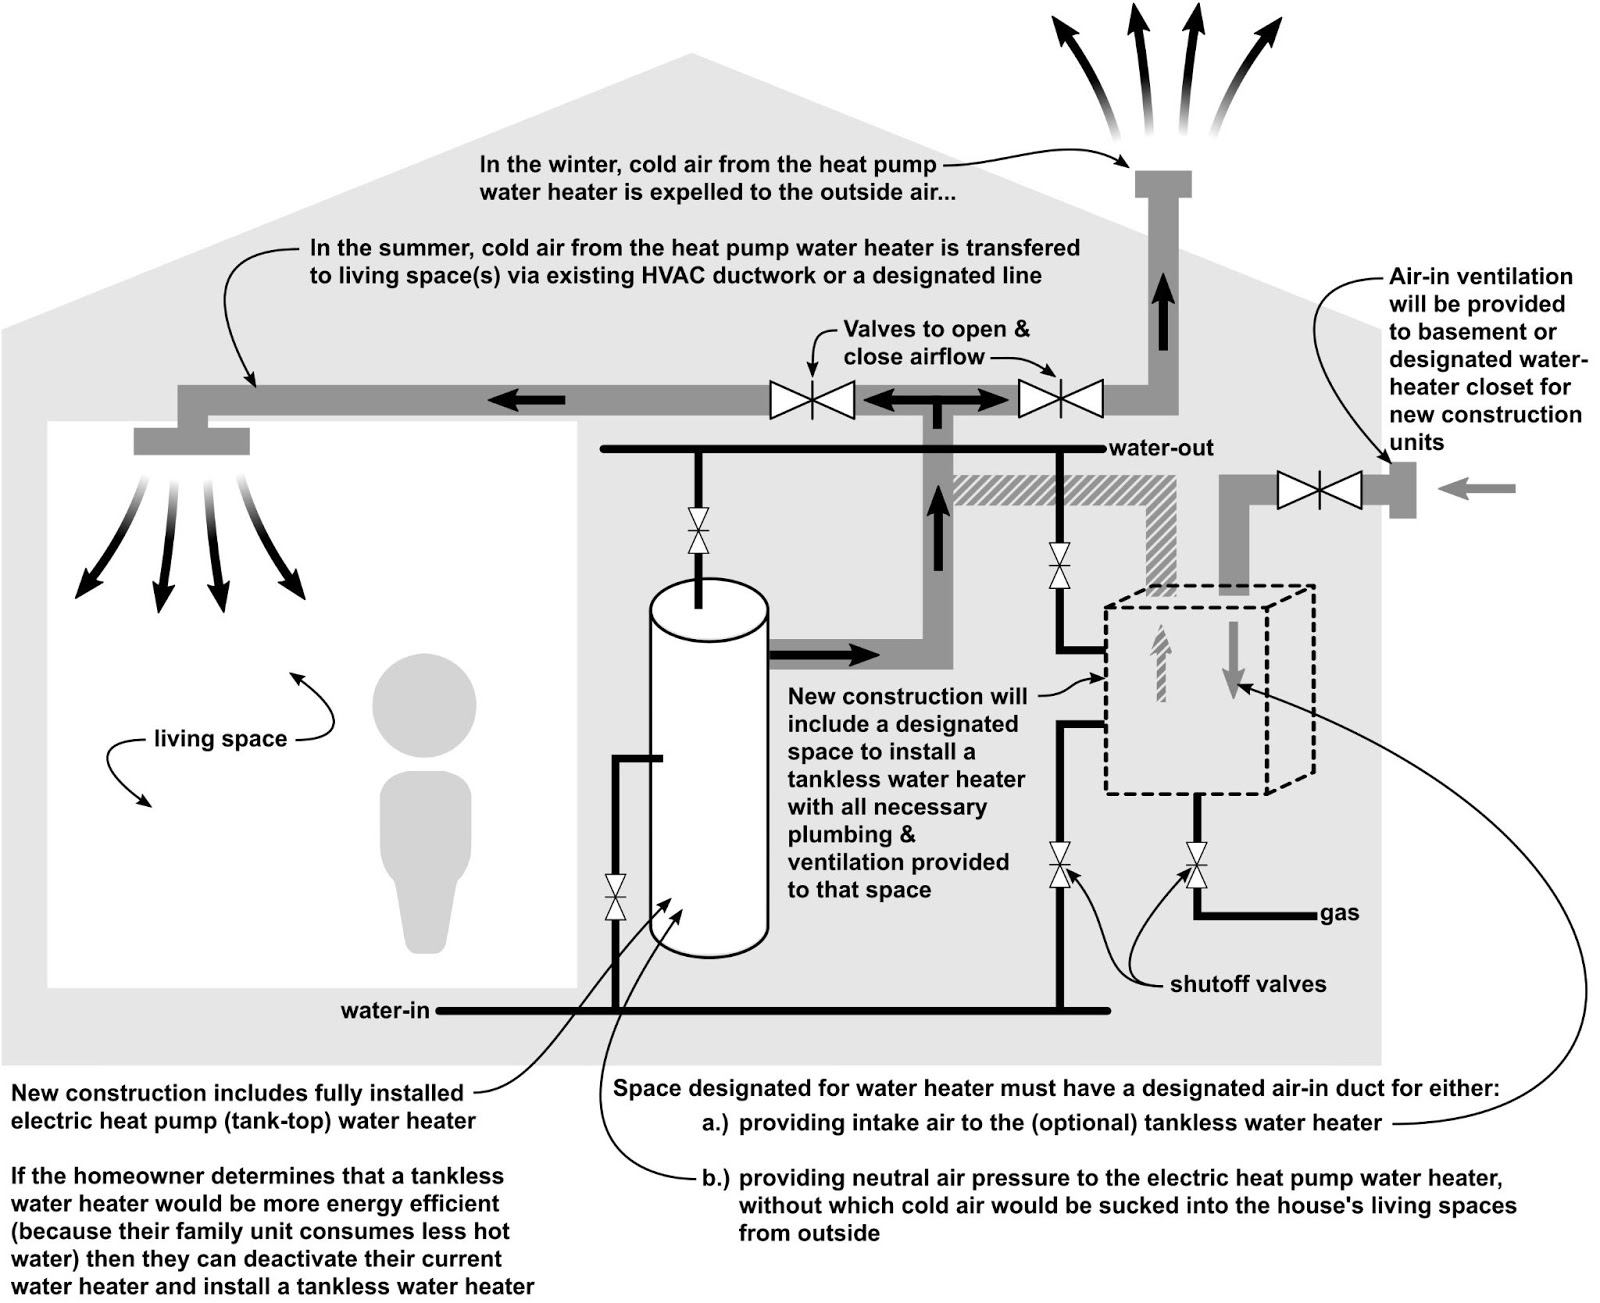 In the winter, cold air from the heat pump
water heater is expelled to the outside air...
In the summer, cold air from the heat pump water heater is transfered
to living space(s) via existing HVAC ductwork or a designated line
Valves to open &
close airflow
Air-in ventilation
will be provided
to basement or
designated water-
heater closet for
new construction
units
water-out
living space
New construction will
include a designated
space to install a
tankless water heater
with all necessary
plumbing &
ventilation provided
to that space
gas
shutoff valves
water-in
New construction includes fully installed
electric heat pump (tank-top) water heater
If the homeowner determines that a tankless
water heater would be more energy efficient
(because their family unit consumes less hot
water) then they can deactivate their current
water heater and install a tankless water heater
Space designated for water heater must have a designated air-in duct for either:
a.) providing intake air to the (optional) tankless water heater
b.) providing neutral air pressure to the electric heat pump water heater,
without which cold air would be sucked into the house's living spaces
from outside